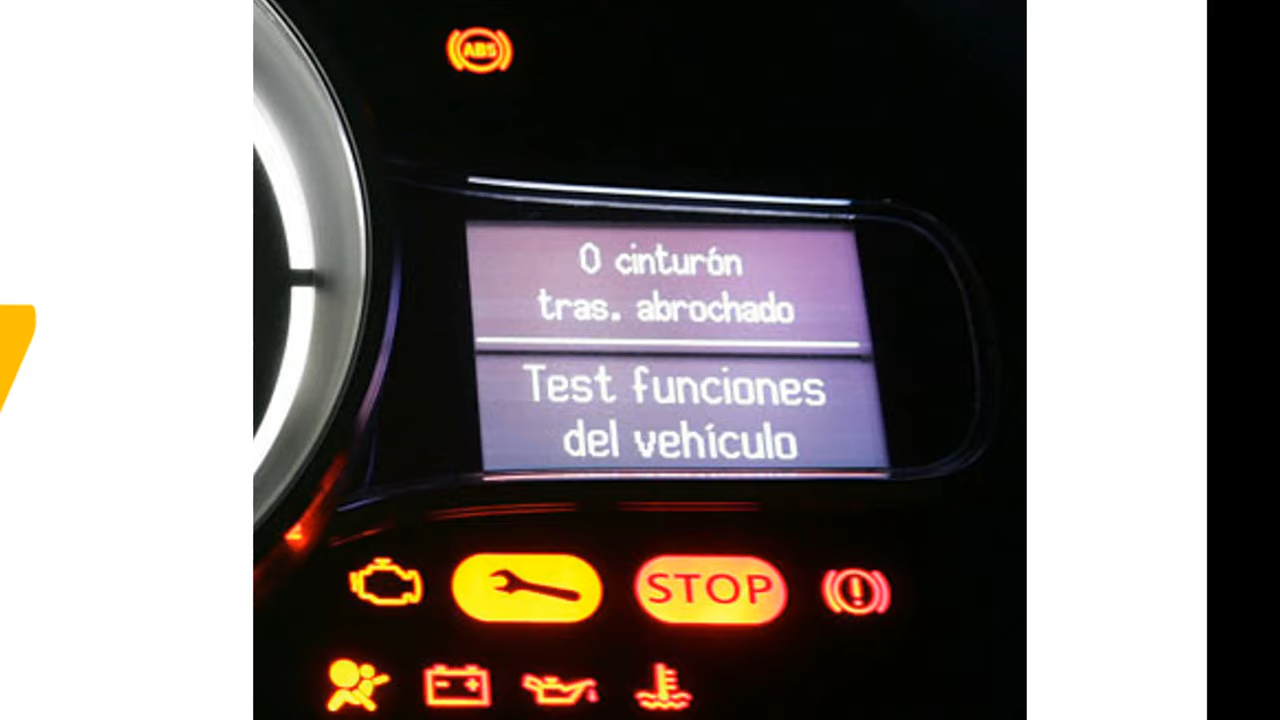 ABS
0 cinturón
tras. abrochado
Test funciones
del vehículo
STOP